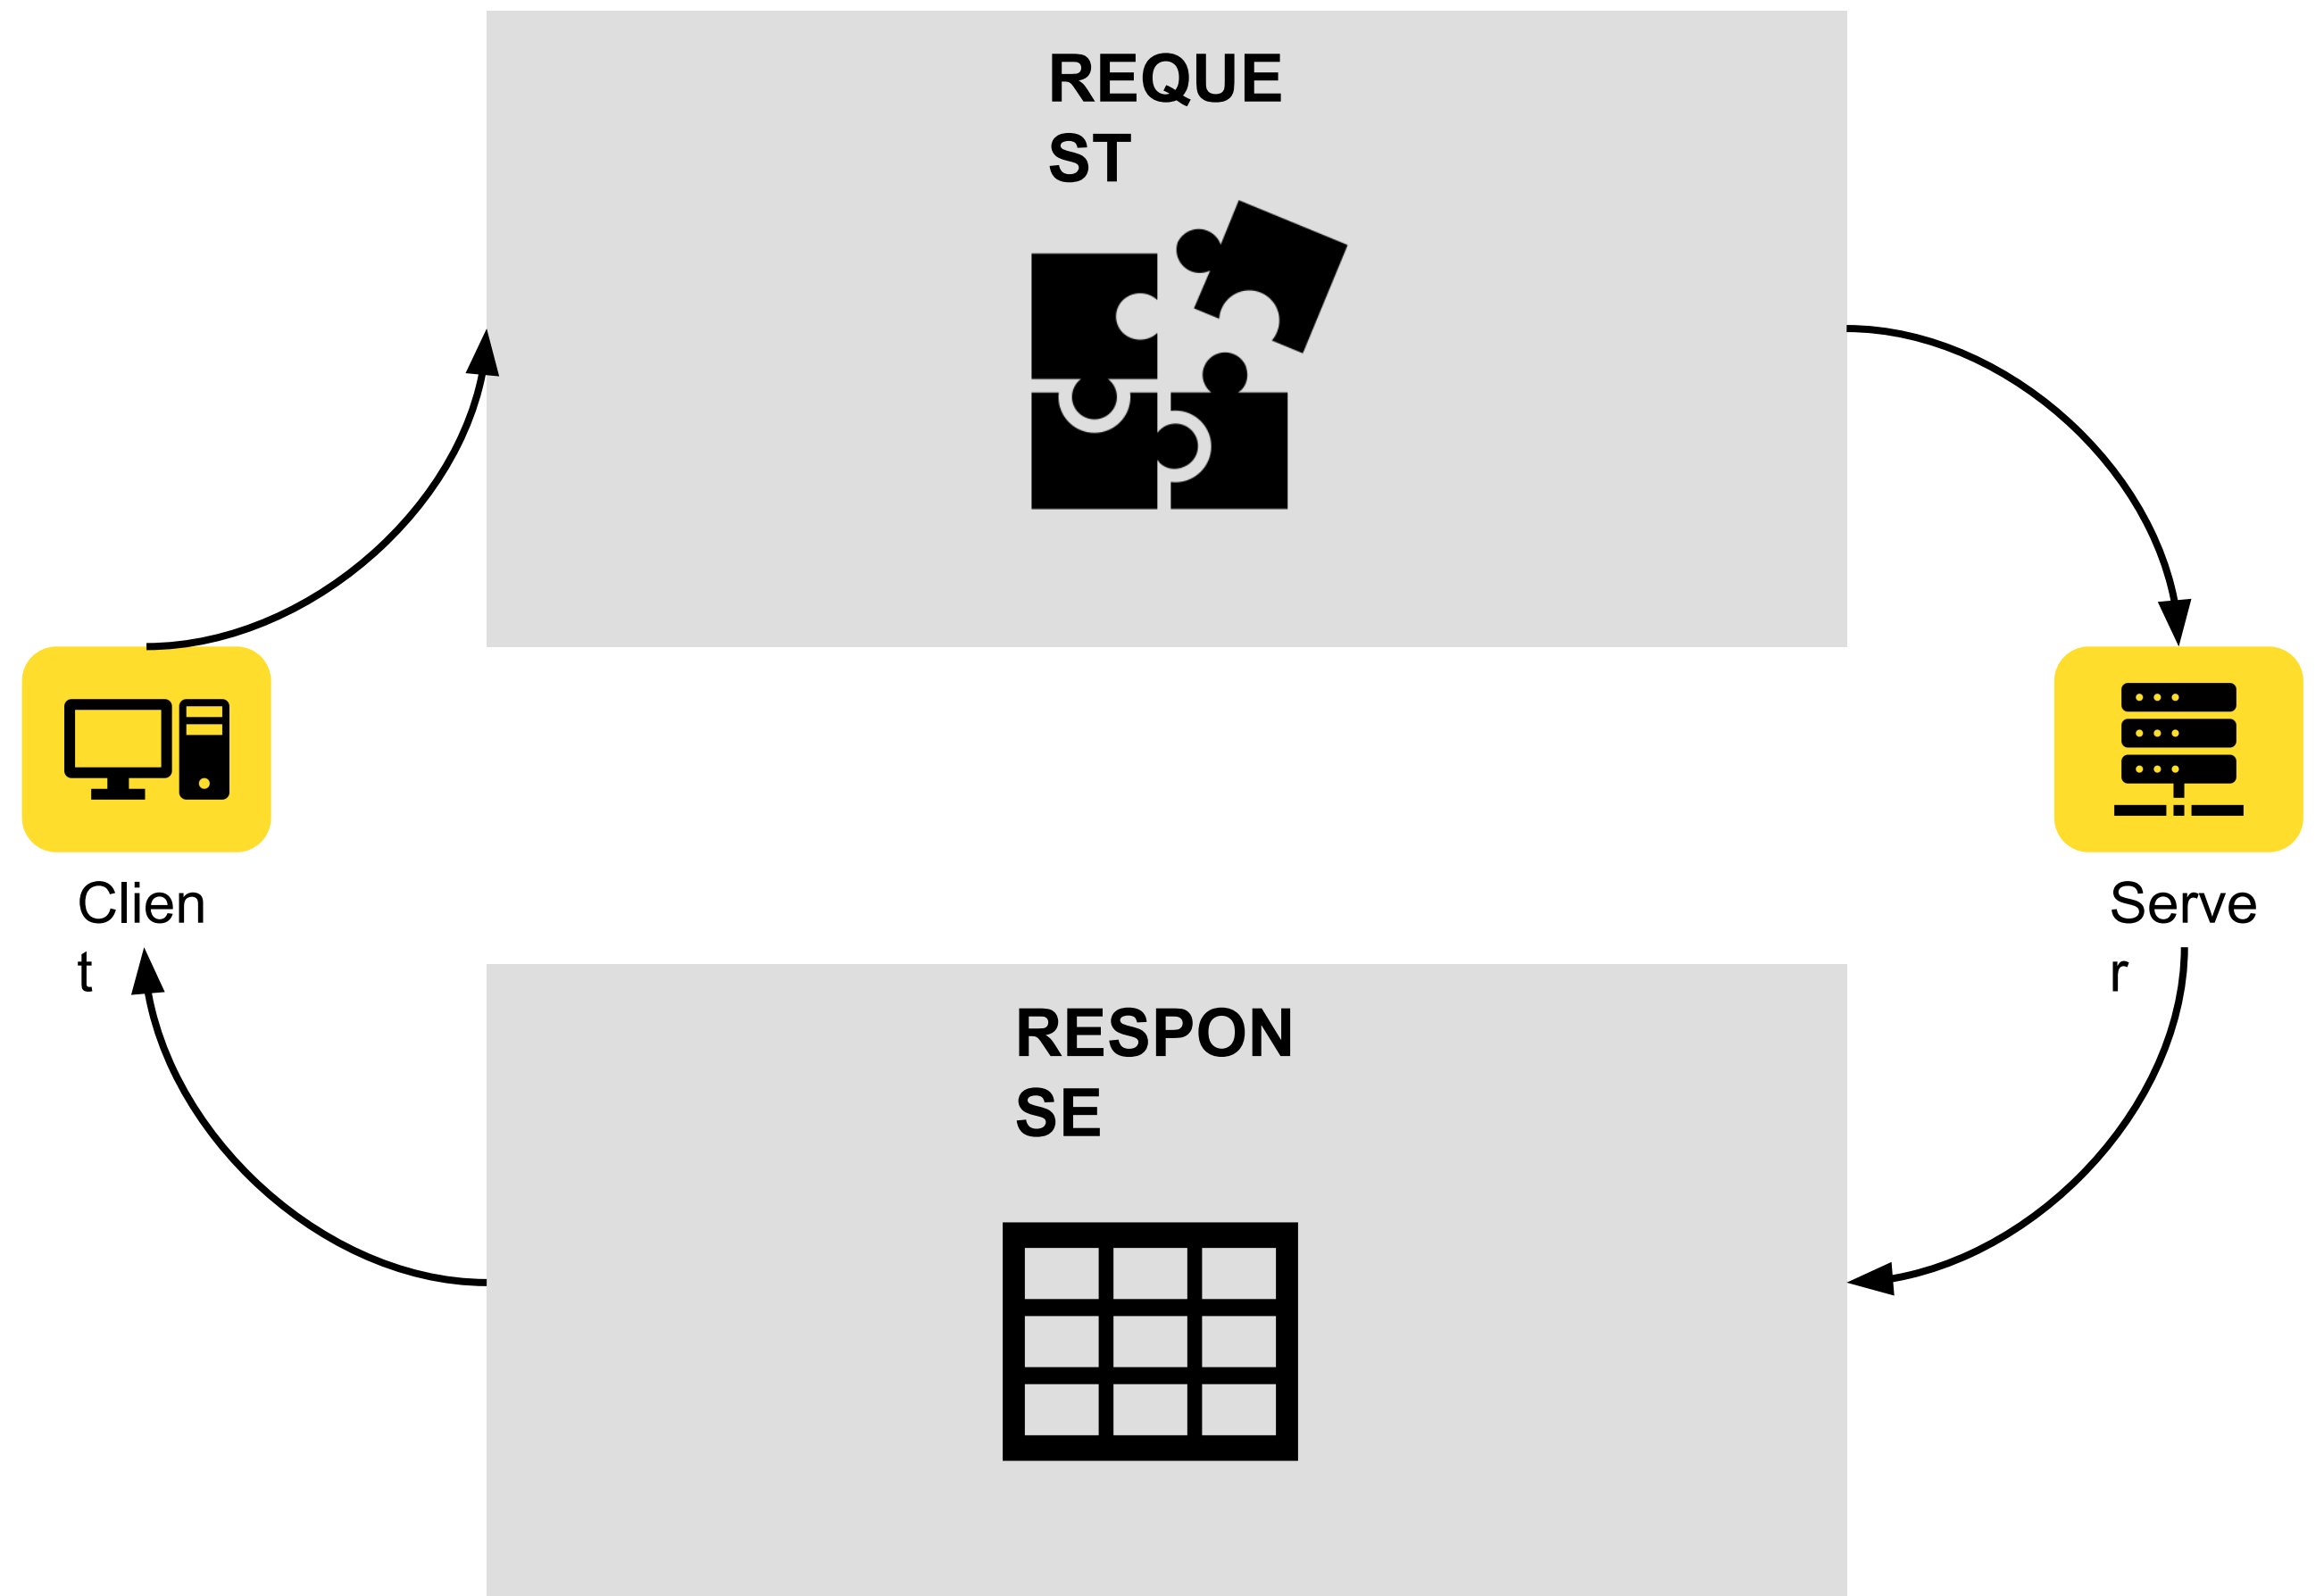 REQUE
ST
Clien
t
Serve
r
RESPON
SE